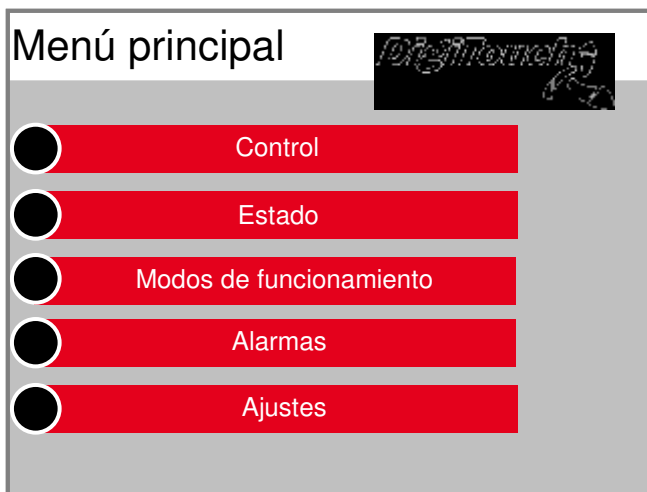 Menú principal
DigiTouch
Control
Estado
Modos de funcionamiento
Alarmas
Ajustes